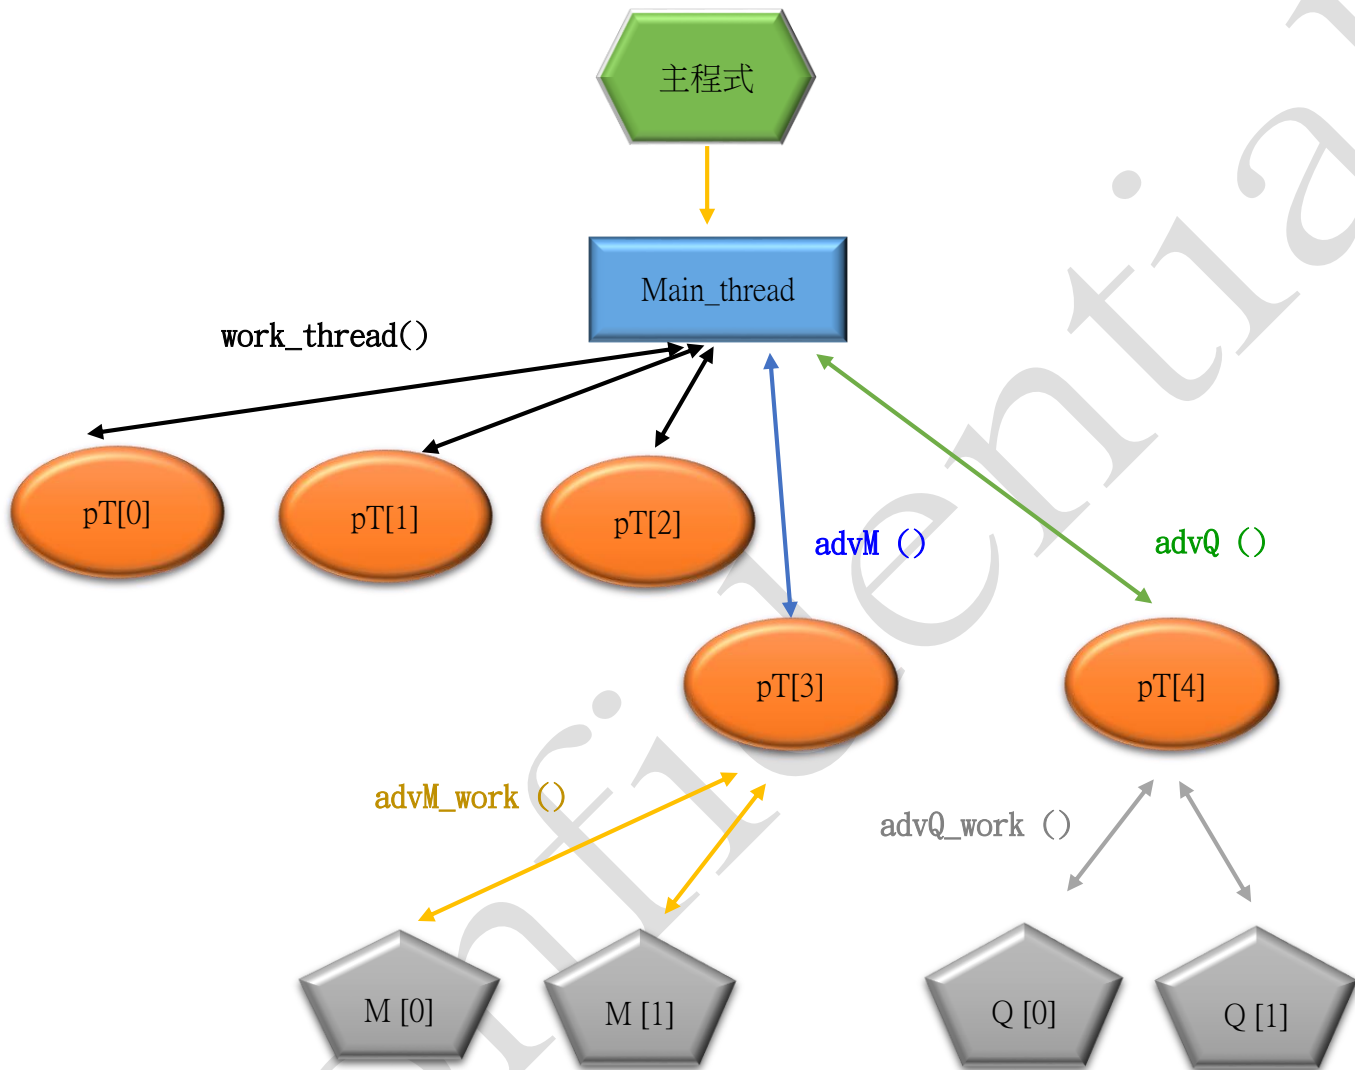 主程式
Main_thread
work_thread()
pT[0]
pT[1]
pT[2]
advM ()
advQ ()
pT[3]
pT[4]
advM_work ()
advQ_work ()
M [0]
M [1]
Q [0]
Q [1]
onfidential